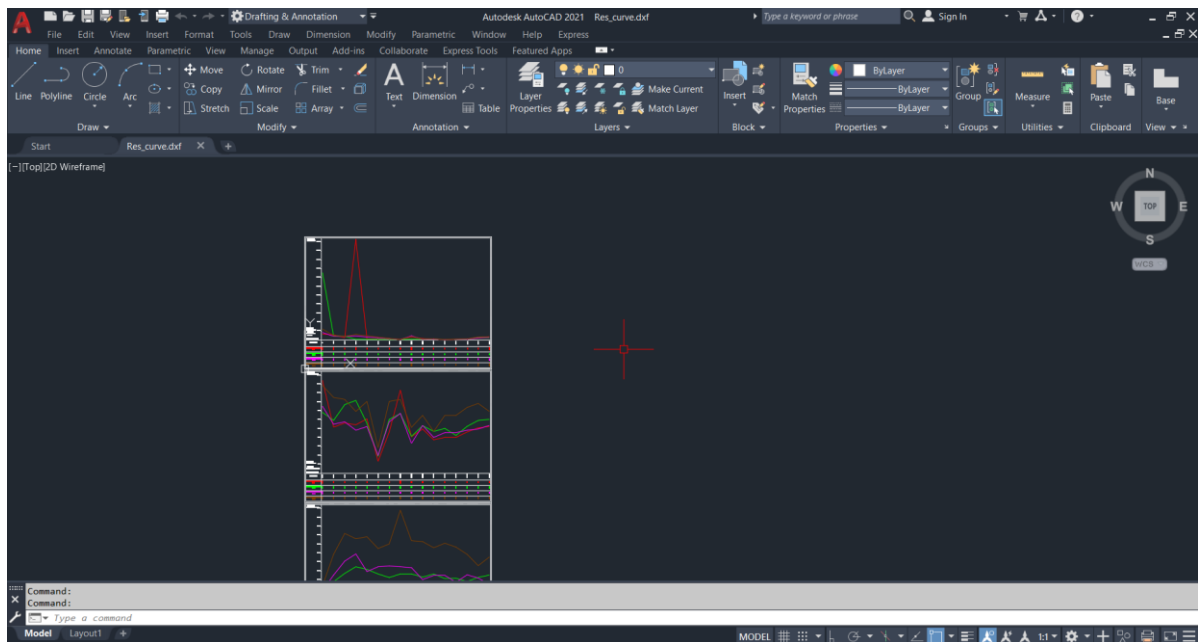 Drafting & Annotation
Autodesk AutoCAD 2021 Res_curve.dxf
Type a keyword or phrase
Sign In
File Edit View Insert Format Tools Draw Dimension Modify Parametric Window Help Express
Home Insert Annotate Parametric View Manage Output Add-ins Collaborate Express Tools Featured Apps
Move Rotate Trim
0
ByLayer
Copy Mirror Fillet
Make Current
ByLayer
Line Polyline Circle Arc
Text Dimension
Layer
Insert
Match
Group
Measure
Paste
Base
Stretch Scale Array
Table
Properties
Match Layer
Properties
ByLayer
Draw Modify Annotation Layers Block Properties Groups Utilities Clipboard View
Start Res_curve.dxf
[−][Top][2D Wireframe]
N
W TOP E
S
WCS
Y
X
Command:
Command:
Type a command
Model Layout1
MODEL
1:1